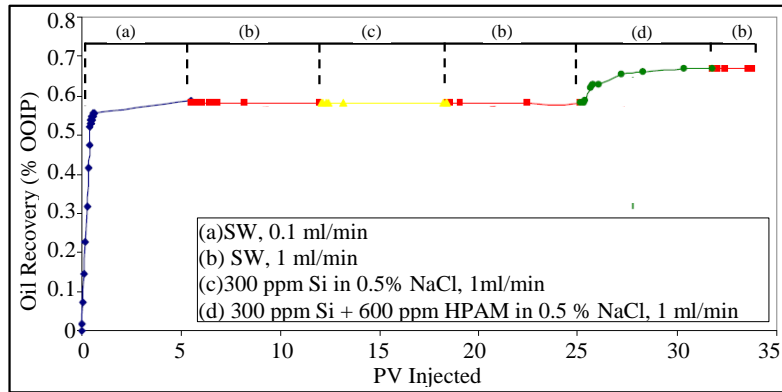 (a) (b) (c) (b) (d) (b)
0.8
0.7
0.6
0.5
0.4
0.3
0.2
0.1
0
Oil Recovery (% OOIP)
(a)SW, 0.1 ml/min
(b) SW, 1 ml/min
(c)300 ppm Si in 0.5% NaCl, 1ml/min
(d) 300 ppm Si + 600 ppm HPAM in 0.5 % NaCl, 1 ml/min
0 5 10 15 20 25 30 35
PV Injected